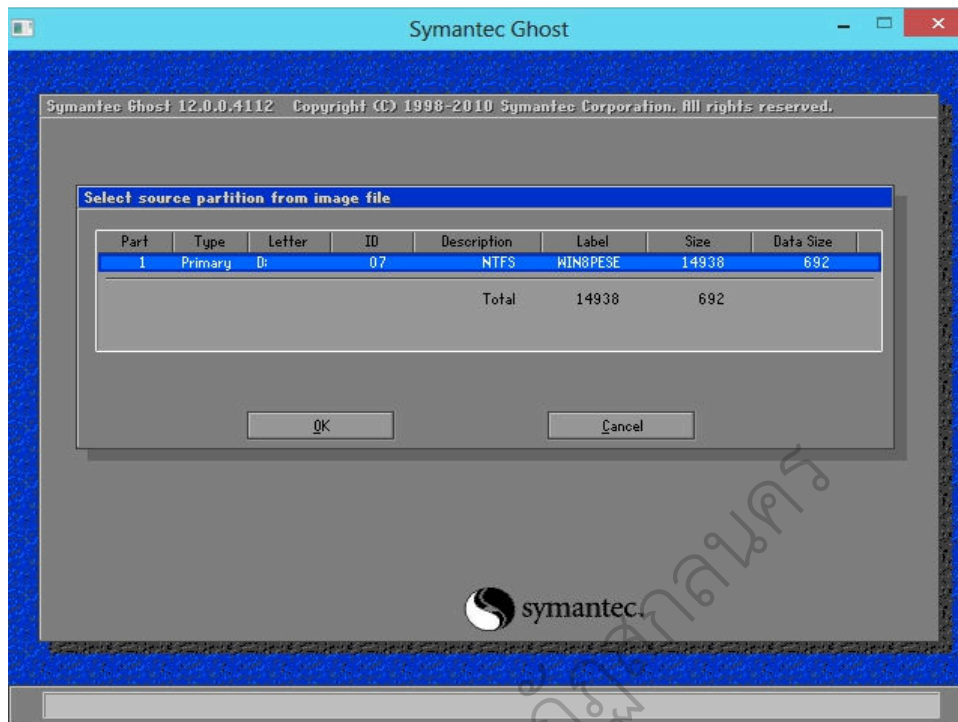 Symantec Ghost
Symantec Ghost 12.0.0.4112 Copyright (C) 1998-2010 Symantec Corporation. All rights reserved.
Select source partition from image file
Part Type Letter ID Description Label Size Data Size
1 Primary D: 07 NTFS WIN8PESE 14938 692
Total 14938 692
OK Cancel
symantec.